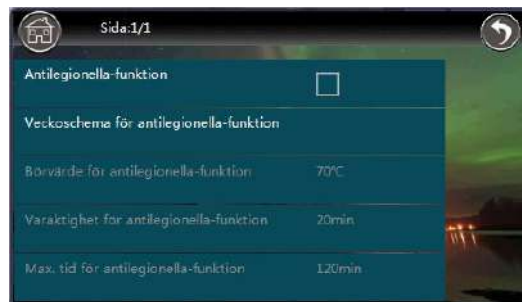 Sida:1/1
Antilegionella-funktion
Veckoschema för antilegionella-funktion
Börvärde för antilegionella-funktion 70℃
Varaktighet för antilegionella-funktion 20min
Max. tid för antilegionella-funktion 120min